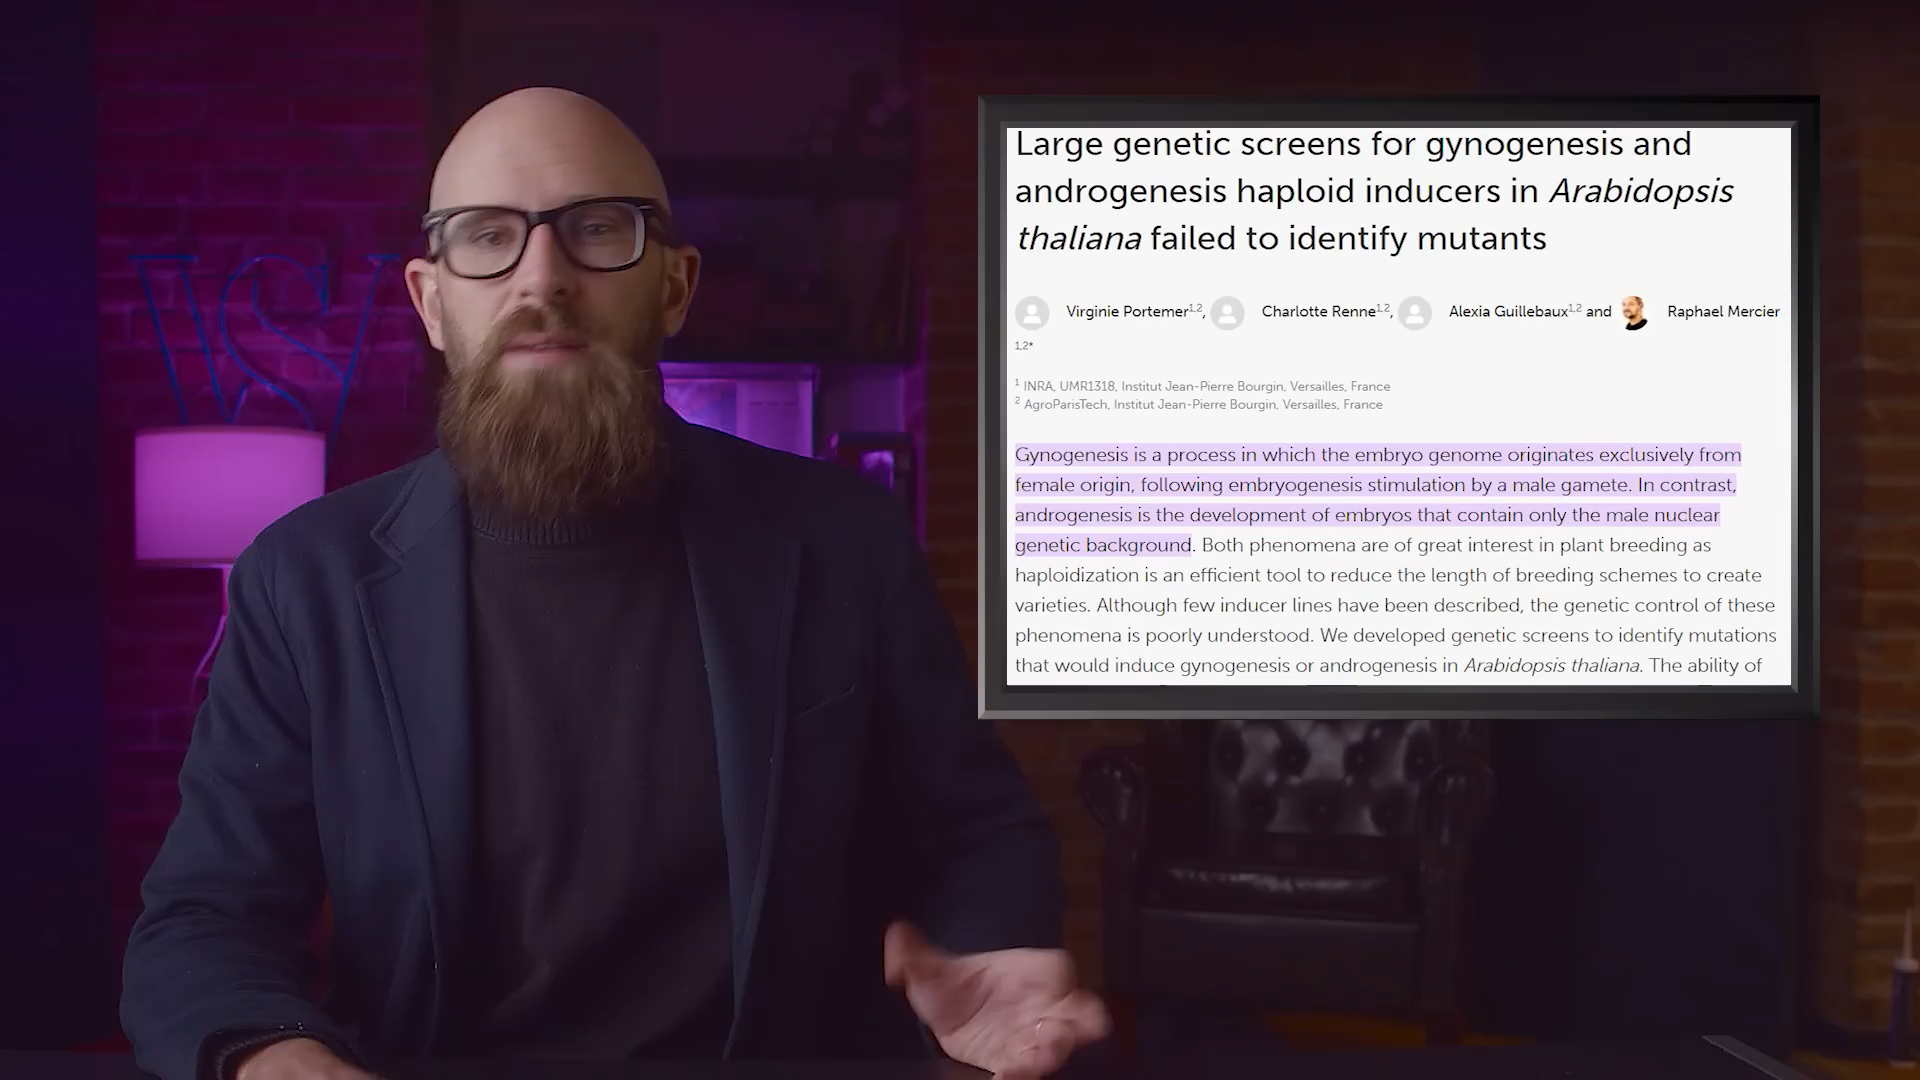 VS
Large genetic screens for gynogenesis and
androgenesis haploid inducers in Arabidopsis
thaliana failed to identify mutants
Virginie Portemer1,2, Charlotte Renne1,2, Alexia Guillebaux1,2 and Raphael Mercier
1,2*
1 INRA, UMR1318, Institut Jean-Pierre Bourgin, Versailles, France
2 AgroParisTech, Institut Jean-Pierre Bourgin, Versailles, France
Gynogenesis is a process in which the embryo genome originates exclusively from
female origin, following embryogenesis stimulation by a male gamete. In contrast,
androgenesis is the development of embryos that contain only the male nuclear
genetic background. Both phenomena are of great interest in plant breeding as
haploidization is an efficient tool to reduce the length of breeding schemes to create
varieties. Although few inducer lines have been described, the genetic control of these
phenomena is poorly understood. We developed genetic screens to identify mutations
that would induce gynogenesis or androgenesis in Arabidopsis thaliana. The ability of